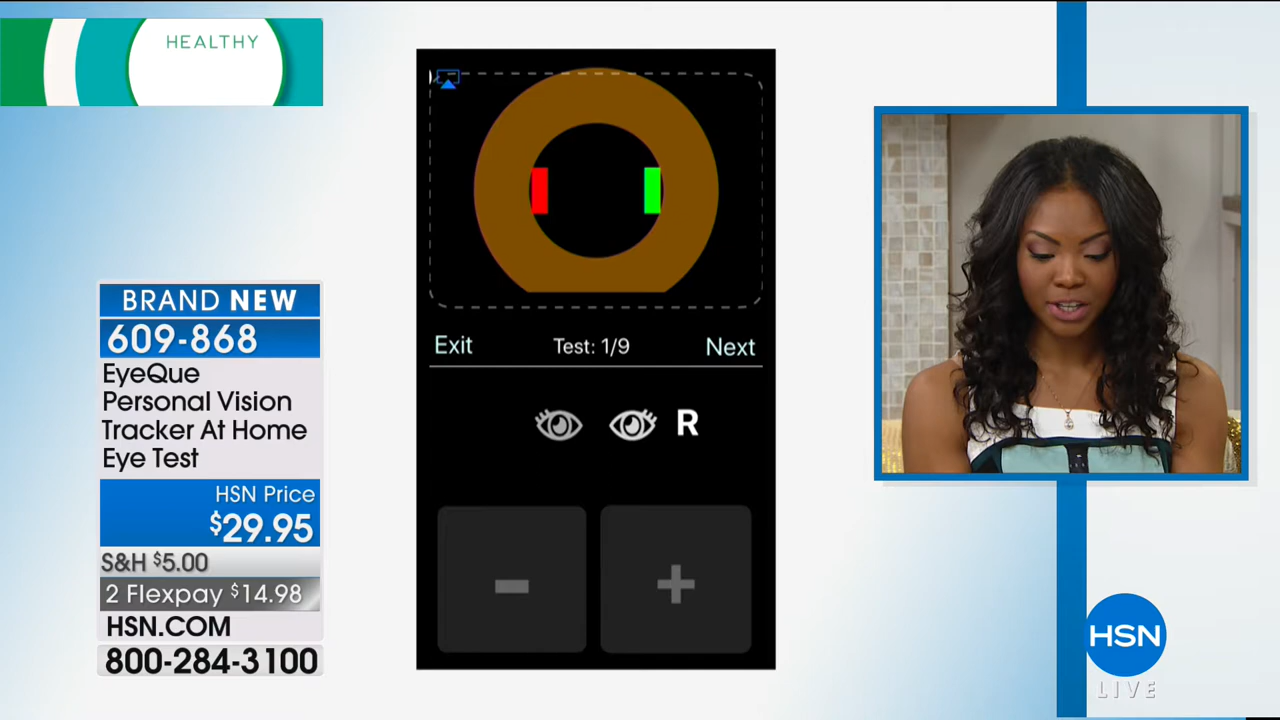 HEALTHY
BRAND NEW
609-868
EyeQue
Personal Vision
Tracker At Home
Eye Test
HSN Price
$29.95
S&H $5.00
2 Flexpay $14.98
HSN.COM
800-284-3100
Exit Test: 1/9 Next
R
- +
HSN
LIVE